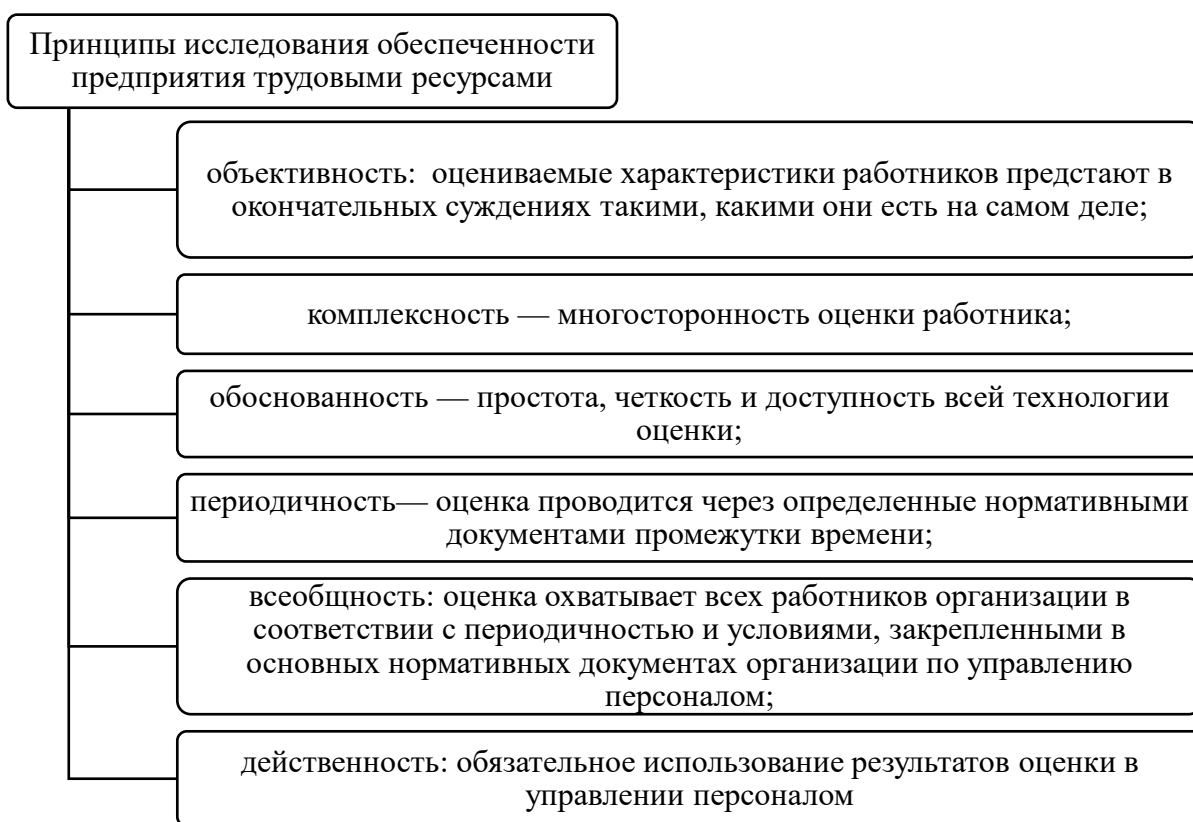 Принципы исследования обеспеченности
предприятия трудовыми ресурсами
объективность: оцениваемые характеристики работников предстают в
окончательных суждениях такими, какими они есть на самом деле;
комплексность — многосторонность оценки работника;
обоснованность — простота, четкость и доступность всей технологии
оценки;
периодичность— оценка проводится через определенные нормативными
документами промежутки времени;
всеобщность: оценка охватывает всех работников организации в
соответствии с периодичностью и условиями, закрепленными в
основных нормативных документах организации по управлению
персоналом;
действенность: обязательное использование результатов оценки в
управлении персоналом